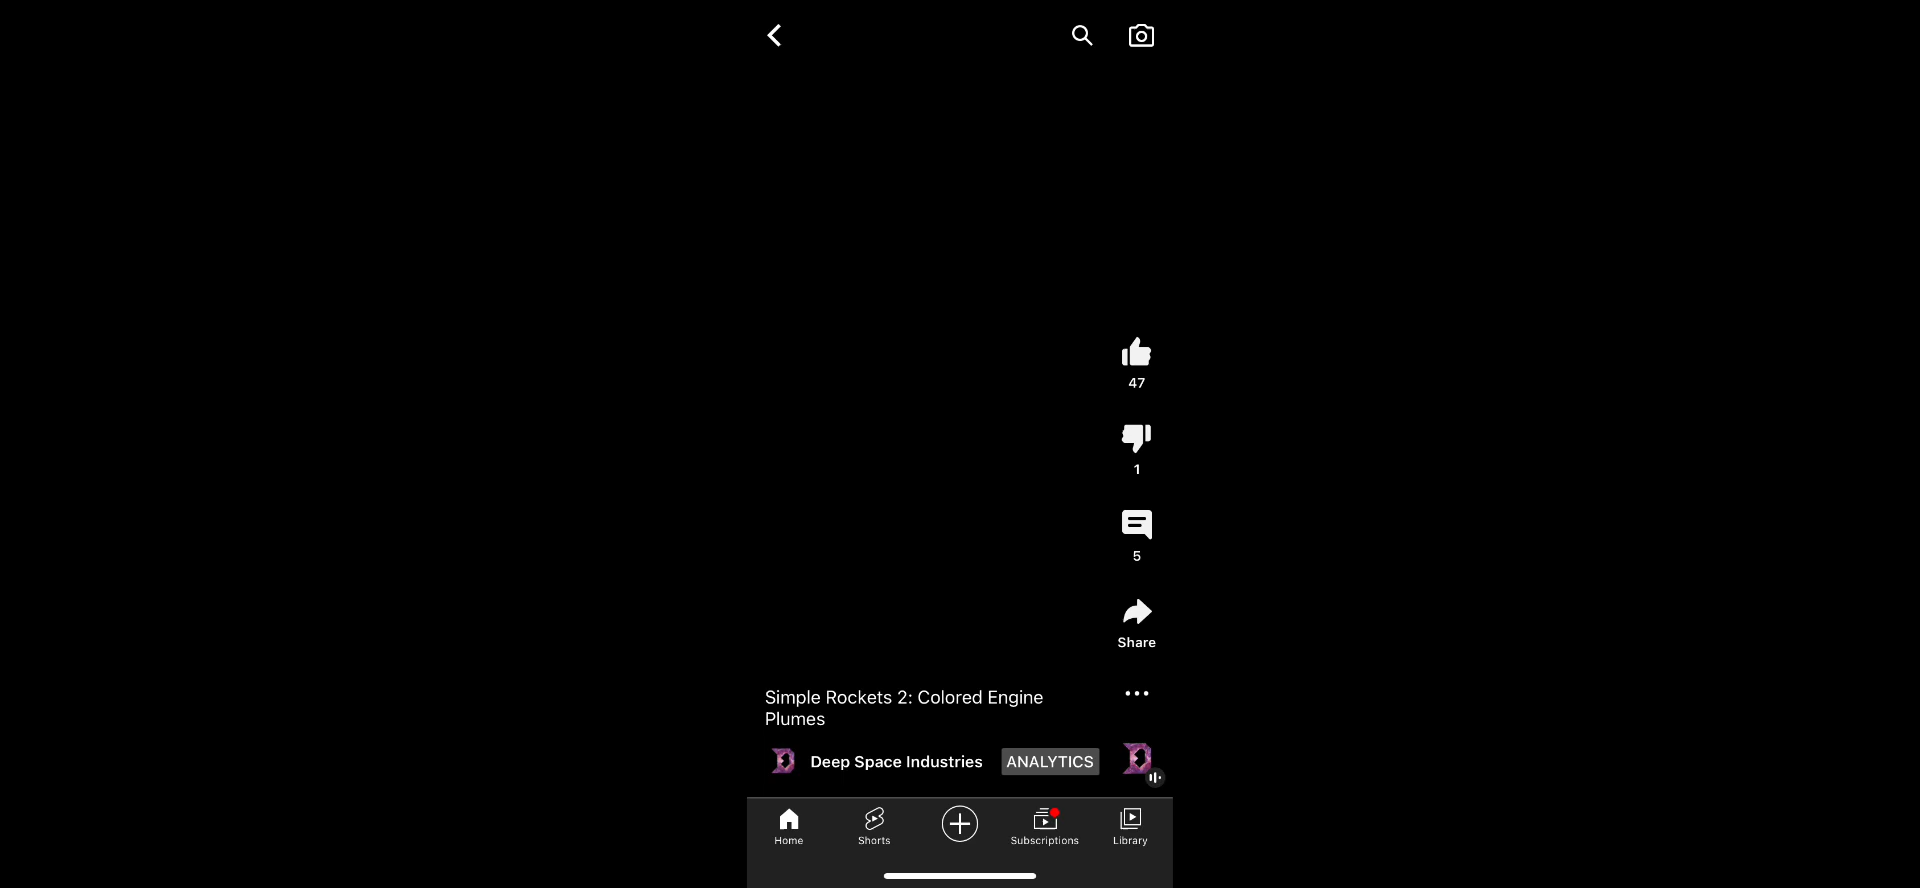 47
1
5
Share
Simple Rockets 2: Colored Engine
Plumes
Deep Space Industries ANALYTICS
Home Shorts Subscriptions Library